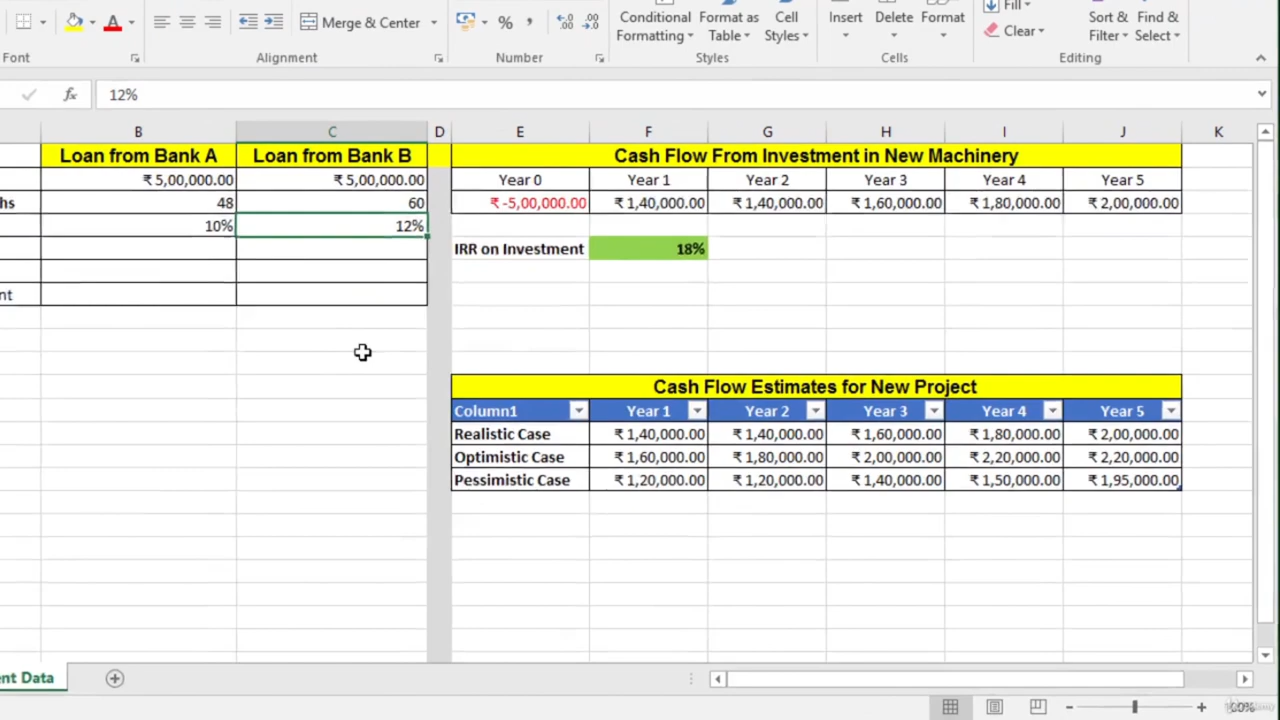 Merge & Center
%
,
Conditional
Formatting
Format as
Table
Cell
Styles
Insert
Delete
Format
Fill
Clear
Sort &
Filter
Find &
Select
Font
Alignment
Number
Styles
Cells
Editing
fx 12%
B C D E F G H I J K
Loan from Bank A Loan from Bank B Cash Flow From Investment in New Machinery
₹ 5,00,000.00 ₹ 5,00,000.00 Year 0 Year 1 Year 2 Year 3 Year 4 Year 5
hs 48 60 ₹ -5,00,000.00 ₹ 1,40,000.00 ₹ 1,40,000.00 ₹ 1,60,000.00 ₹ 1,80,000.00 ₹ 2,00,000.00
10% 12%
IRR on Investment 18%
nt
Cash Flow Estimates for New Project
Column1 Year 1 Year 2 Year 3 Year 4 Year 5
Realistic Case ₹ 1,40,000.00 ₹ 1,40,000.00 ₹ 1,60,000.00 ₹ 1,80,000.00 ₹ 2,00,000.00
Optimistic Case ₹ 1,60,000.00 ₹ 1,80,000.00 ₹ 2,00,000.00 ₹ 2,20,000.00 ₹ 2,20,000.00
Pessimistic Case ₹ 1,20,000.00 ₹ 1,20,000.00 ₹ 1,40,000.00 ₹ 1,50,000.00 ₹ 1,95,000.00
nt Data